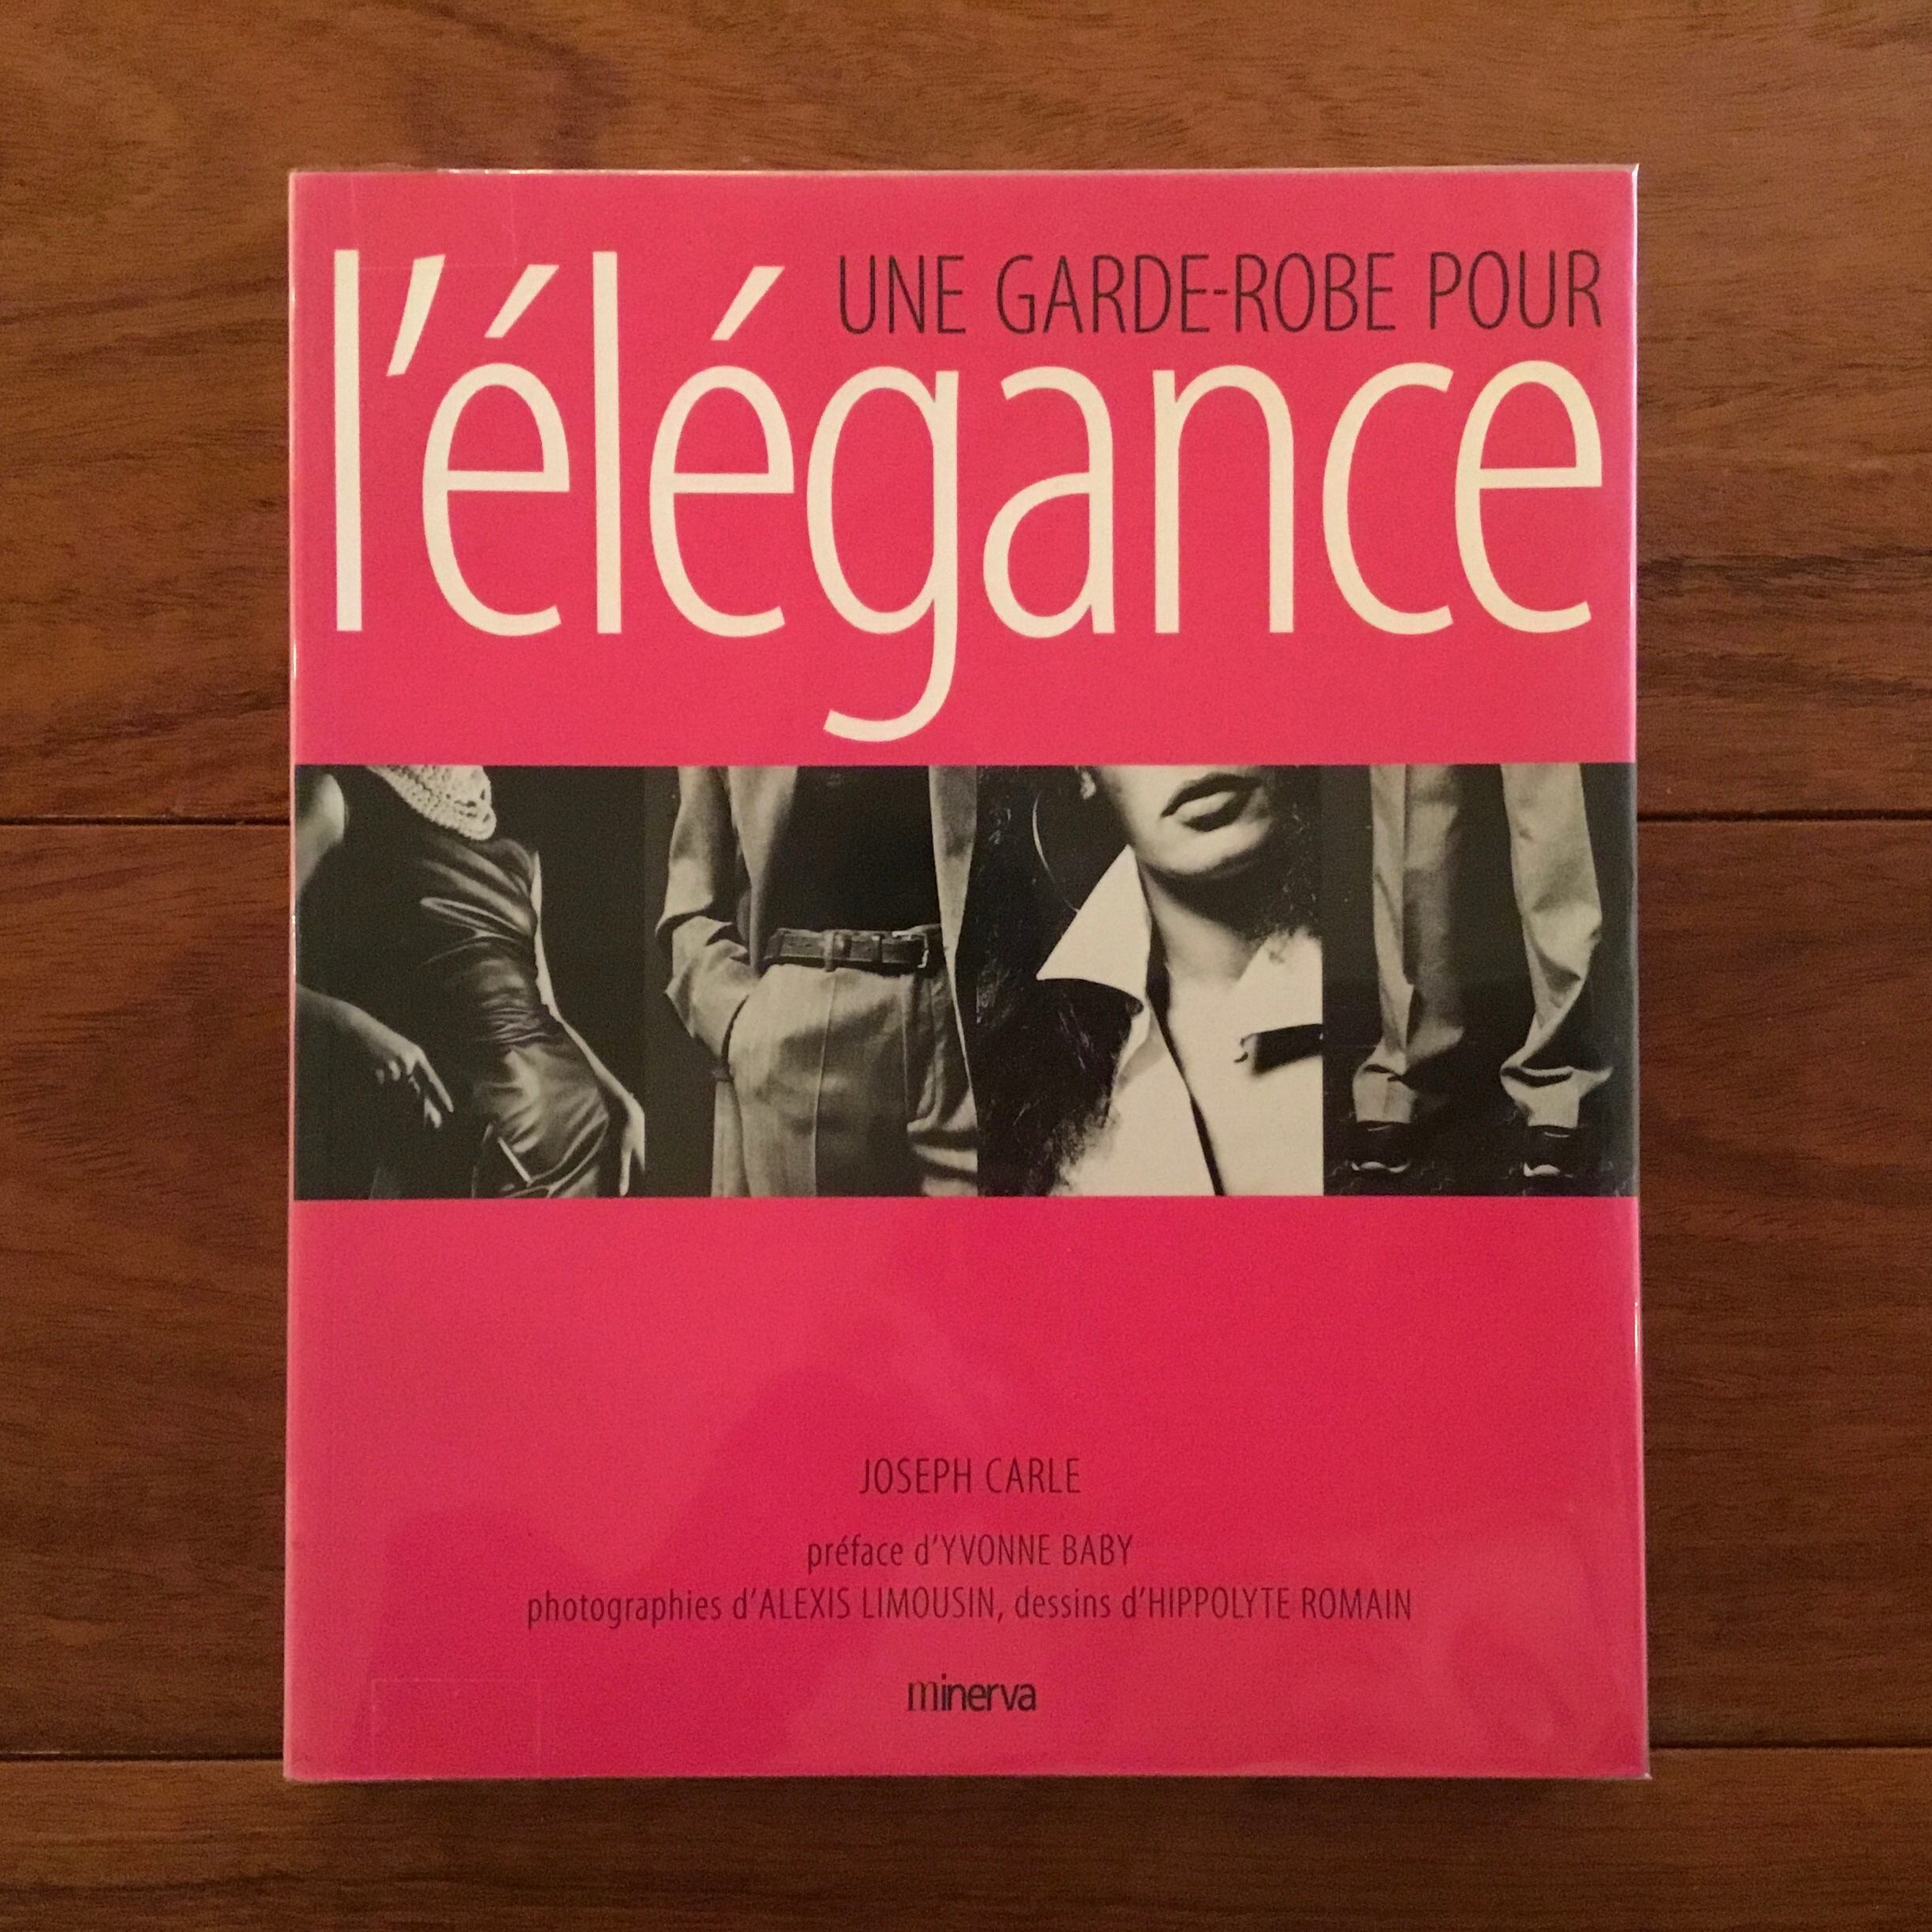 UNE GARDE-ROBE POUR
l'élégance
JOSEPH CARLE
préface d'YVONNE BABY
photographies d'ALEXIS LIMOUSIN, dessins d'HIPPOLYTE ROMAIN
minerva